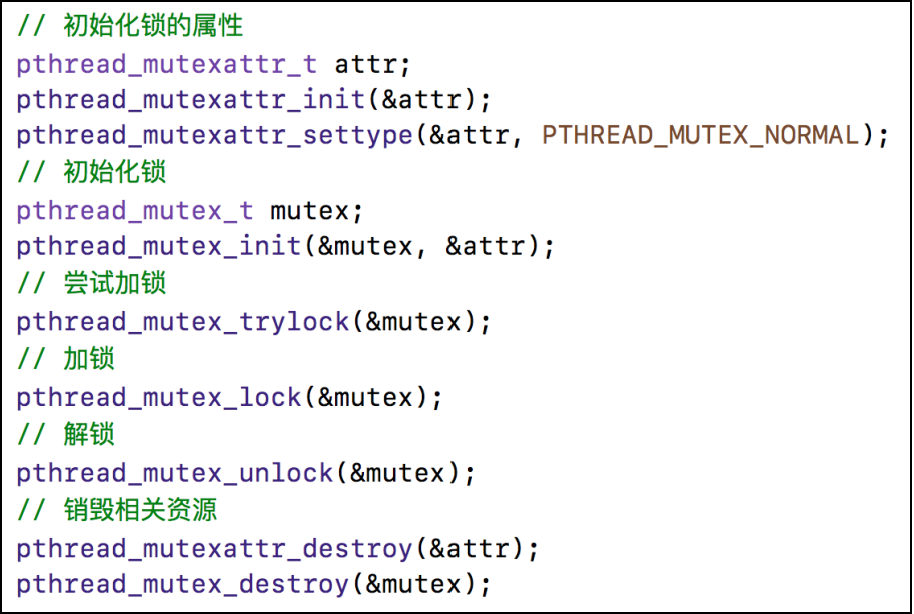 // 初始化锁的属性
pthread_mutexattr_t attr;
pthread_mutexattr_init(&attr);
pthread_mutexattr_settype(&attr, PTHREAD_MUTEX_NORMAL);
// 初始化锁
pthread_mutex_t mutex;
pthread_mutex_init(&mutex, &attr);
// 尝试加锁
pthread_mutex_trylock(&mutex);
// 加锁
pthread_mutex_lock(&mutex);
// 解锁
pthread_mutex_unlock(&mutex);
// 销毁相关资源
pthread_mutexattr_destroy(&attr);
pthread_mutex_destroy(&mutex);